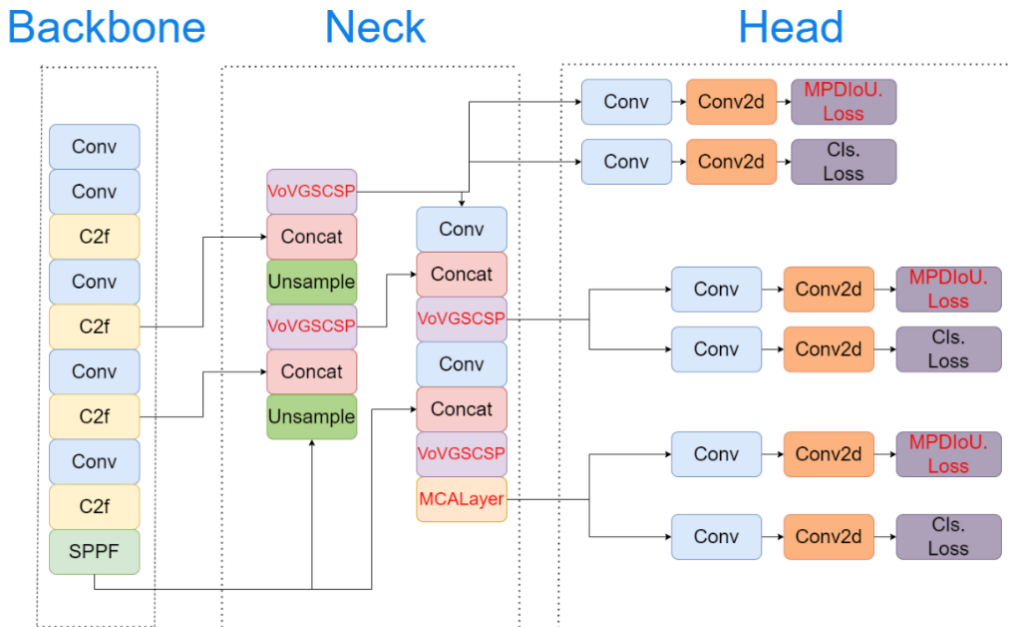 Backbone
Neck
Head
Conv
Conv
C2f
Conv
C2f
Conv
C2f
Conv
C2f
SPPF
VoVGSCSP
Concat
Unsample
VoVGSCSP
Concat
Unsample
Conv
Concat
VoVGSCSP
Conv
Concat
VoVGSCSP
MCALayer
Conv
Conv2d
MPDIoU.
Loss
Conv
Conv2d
Cls.
Loss
Conv
Conv2d
MPDIoU.
Loss
Conv
Conv2d
Cls.
Loss
Conv
Conv2d
MPDIoU.
Loss
Conv
Conv2d
Cls.
Loss